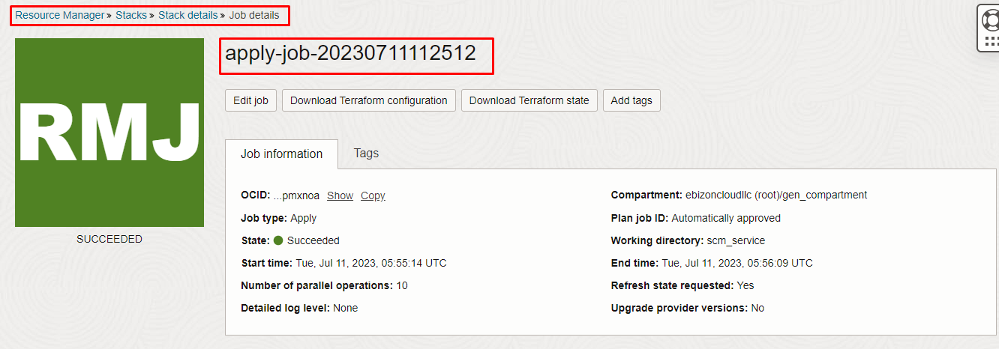 Resource Manager » Stacks » Stack details » Job details
apply-job-20230711112512
RMJ
SUCCEEDED
Edit job Download Terraform configuration Download Terraform state Add tags
Job information Tags
OCID: ...pmxnoa Show Copy
Job type: Apply
State: Succeeded
Start time: Tue, Jul 11, 2023, 05:55:14 UTC
Number of parallel operations: 10
Detailed log level: None
Compartment: ebizoncloudllc (root)/gen_compartment
Plan job ID: Automatically approved
Working directory: scm_service
End time: Tue, Jul 11, 2023, 05:56:09 UTC
Refresh state requested: Yes
Upgrade provider versions: No